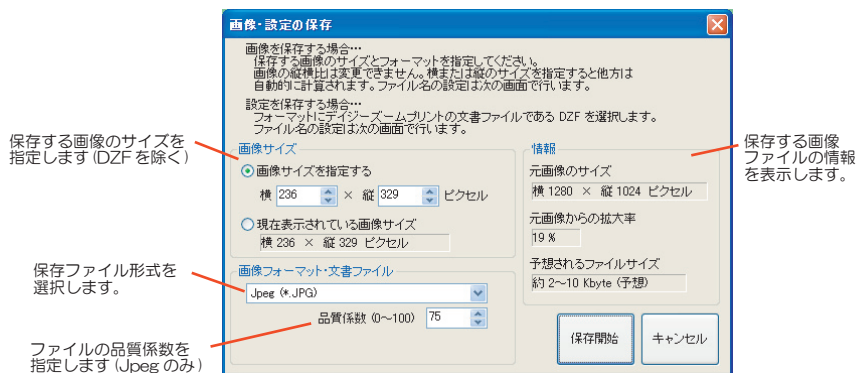 画像・設定の保存
画像を保存する場合…
保存する画像のサイズとフォーマットを指定してください。
画像の縦横比は変更できません。横または縦のサイズを指定すると他方は
自動的に計算されます。ファイル名の設定は次の画面で行います。
設定を保存する場合…
フォーマットにデイジーズームプリントの文書ファイルである DZF を選択します。
ファイル名の設定は次の画面で行います。
保存する画像のサイズを
指定します(DZFを除く)
画像サイズ
画像サイズを指定する
横 236 × 縦 329 ピクセル
現在表示されている画像サイズ
横 236 × 縦 329 ピクセル
保存ファイル形式を
選択します。
画像フォーマット・文書ファイル
Jpeg (*.JPG)
品質係数 (0～100) 75
ファイルの品質係数を
指定します(Jpegのみ)
情報
元画像のサイズ
横 1280 × 縦 1024 ピクセル
元画像からの拡大率
19 %
予想されるファイルサイズ
約 2～10 Kbyte (予想)
保存する画像
ファイルの情報
を表示します。
保存開始
キャンセル